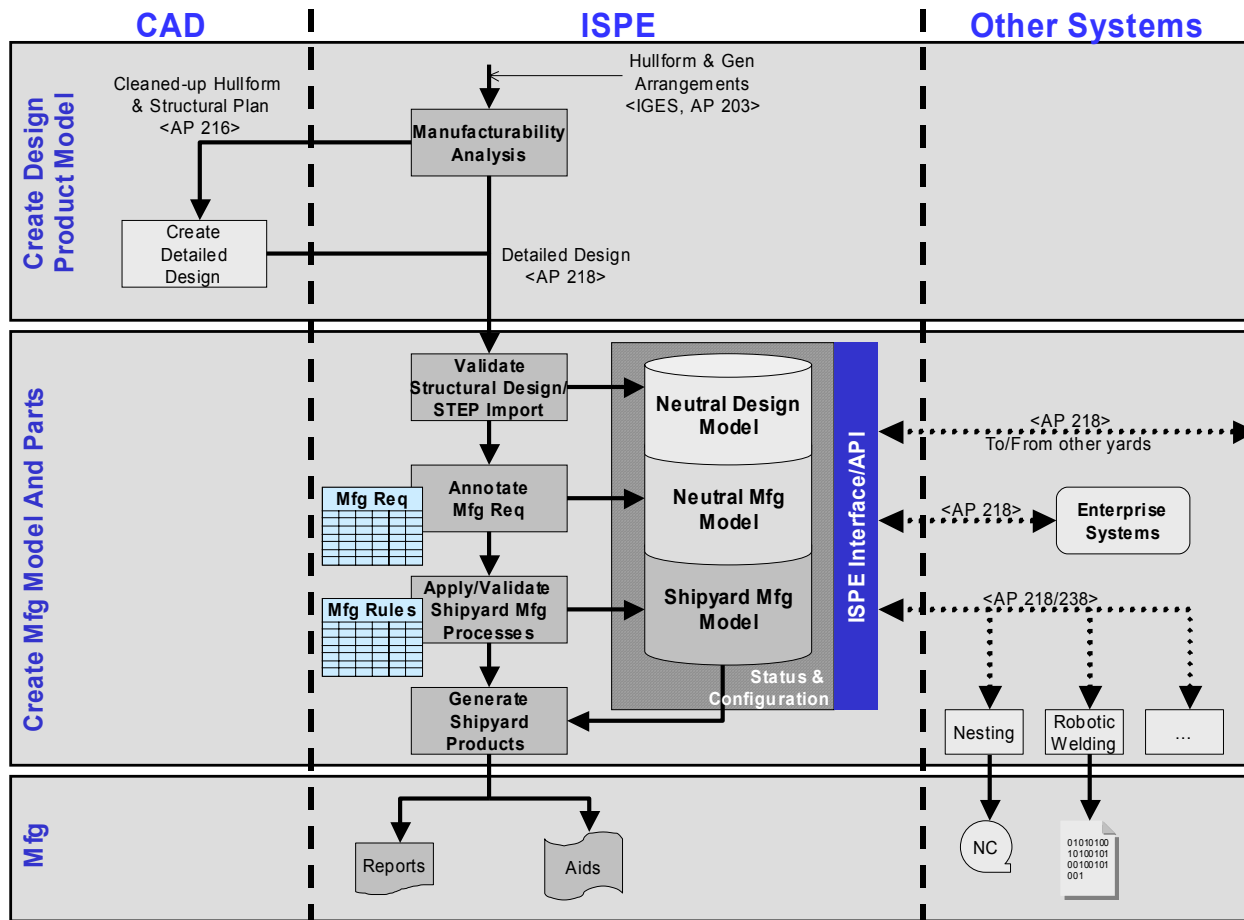 CAD
ISPE
Other Systems
Create Design
Product Model
Cleaned-up Hullform
& Structural Plan
<AP 216>
Hullform & Gen
Arrangements
<IGES, AP 203>
Manufacturability
Analysis
Create
Detailed
Design
Detailed Design
<AP 218>
Create Mfg Model And Parts
Validate
Structural Design/
STEP Import
Neutral Design
Model
ISPE Interface/API
<AP 218>
To/From other yards
Mfg Req
Annotate
Mfg Req
Neutral Mfg
Model
<AP 218>
Enterprise
Systems
Mfg Rules
Apply/Validate
Shipyard Mfg
Processes
Shipyard Mfg
Model
<AP 218/238>
Status &
Configuration
Generate
Shipyard
Products
Nesting
Robotic
Welding
...
Mfg
Reports
Aids
NC
01010100
10100101
00100101
001